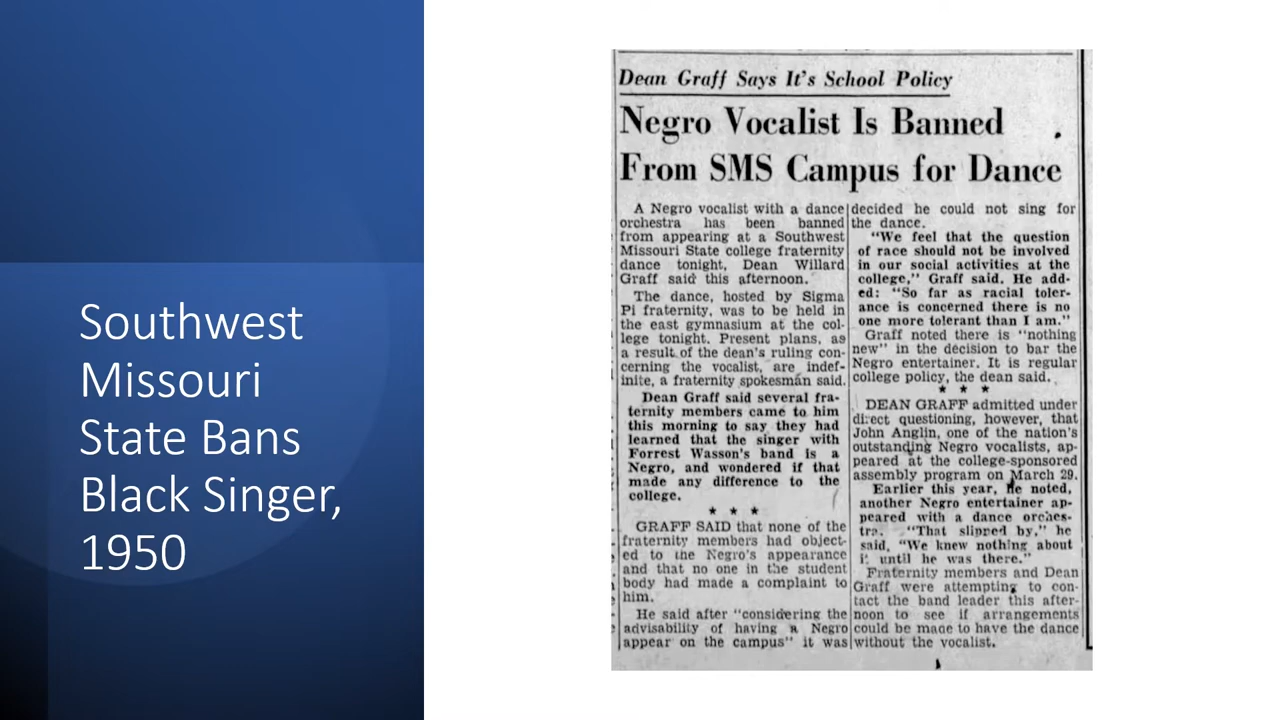 Southwest
Missouri
State Bans
Black Singer,
1950
Dean Graff Says It's School Policy
Negro Vocalist Is Banned
From SMS Campus for Dance
A Negro vocalist with a dance
orchestra has been banned
from appearing at a Southwest
Missouri State college fraternity
dance tonight, Dean Willard
Graff said this afternoon.
The dance, hosted by Sigma
Pi fraternity, was to be held in
the east gymnasium at the col-
lege tonight. Present plans, as
a result of the dean's ruling con-
cerning the vocalist, are indef-
inite, a fraternity spokesman said.
Dean Graff said several fra-
ternity members came to him
this morning to say they had
learned that the singer with
Forrest Wasson's band is a
Negro, and wondered if that
made any difference to the
college.
* * *
GRAFF SAID that none of the
fraternity members had object-
ed to the Negro's appearance
and that no one in the student
body had made a complaint to
him.
He said after "considering the
advisability of having a Negro
appear on the campus" it was
decided he could not sing for
the dance.
"We feel that the question
of race should not be involved
in our social activities at the
college," Graff said. He add-
ed: "So far as racial toler-
ance is concerned there is no
one more tolerant than I am."
Graff noted there is "nothing
new" in the decision to bar the
Negro entertainer. It is regular
college policy, the dean said.
* * *
DEAN GRAFF admitted under
direct questioning, however, that
John Anglin, one of the nation's
outstanding Negro vocalists, ap-
peared at the college-sponsored
assembly program on March 29.
Earlier this year, he noted,
another Negro entertainer ap-
peared with a dance orches-
tra. "That slipped by," he
said, "We knew nothing about
it until he was there."
Fraternity members and Dean
Graff were attempting to con-
tact the band leader this after-
noon to see if arrangements
could be made to have the dance
without the vocalist.